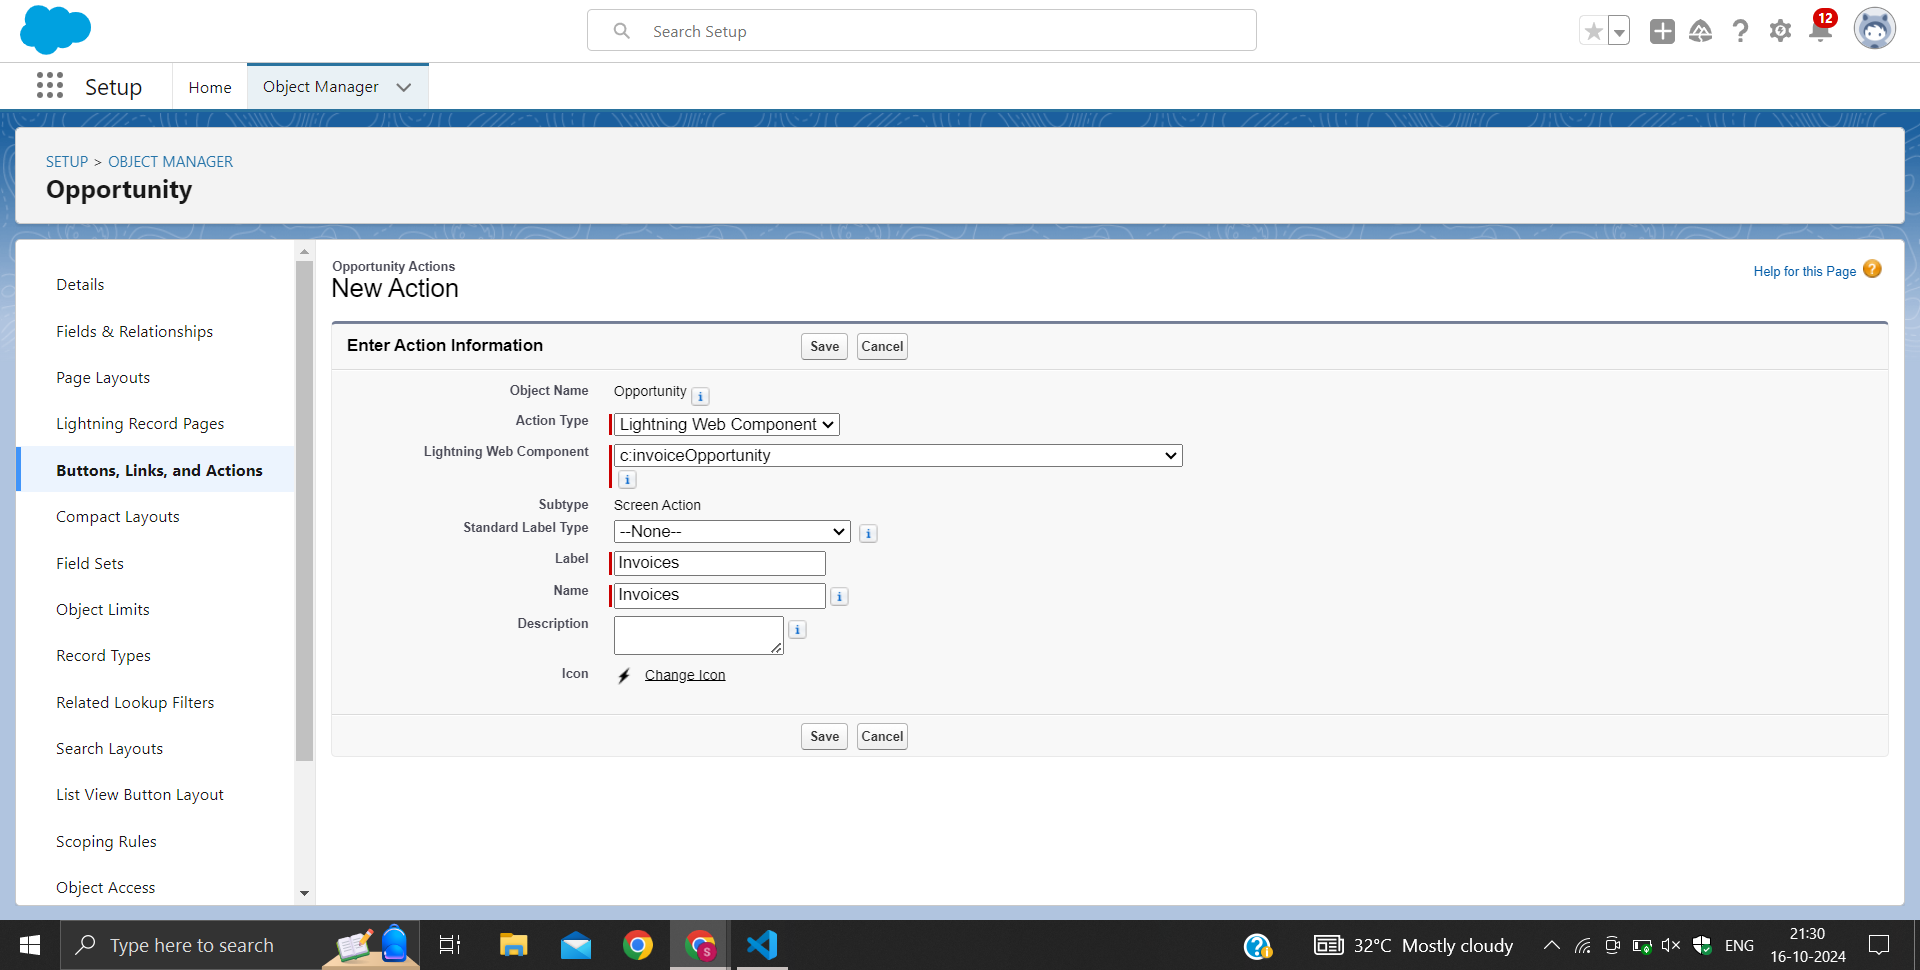 Search Setup
12
Setup
Home
Object Manager
SETUP > OBJECT MANAGER
Opportunity
Details
Fields & Relationships
Page Layouts
Lightning Record Pages
Buttons, Links, and Actions
Compact Layouts
Field Sets
Object Limits
Record Types
Related Lookup Filters
Search Layouts
List View Button Layout
Scoping Rules
Object Access
Opportunity Actions
New Action
Help for this Page ?
Enter Action Information
Save Cancel
Object Name Opportunity i
Action Type Lightning Web Component
Lightning Web Component c:invoiceOpportunity
i
Subtype Screen Action
Standard Label Type --None-- i
Label Invoices
Name Invoices i
Description i
Icon Change Icon
Save Cancel
Type here to search
S
32°C Mostly cloudy
ENG
21:30
16-10-2024